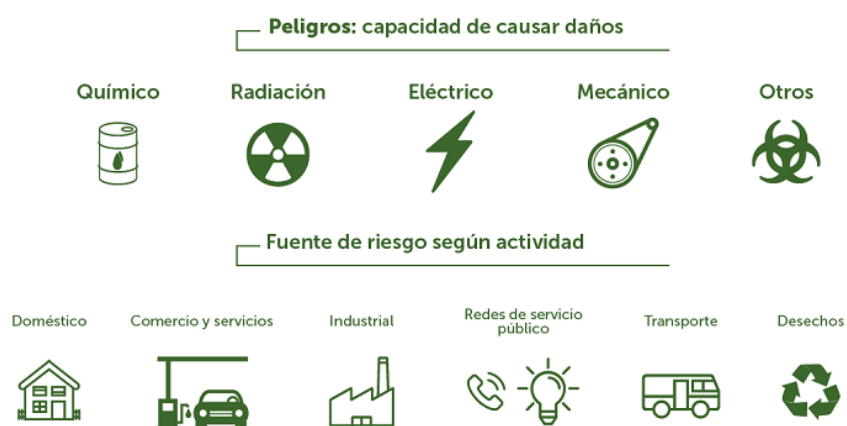 Peligros: capacidad de causar daños
Químico
Radiación
Eléctrico
Mecánico
Otros
Fuente de riesgo según actividad
Doméstico
Comercio y servicios
Industrial
Redes de servicio
público
Transporte
Desechos